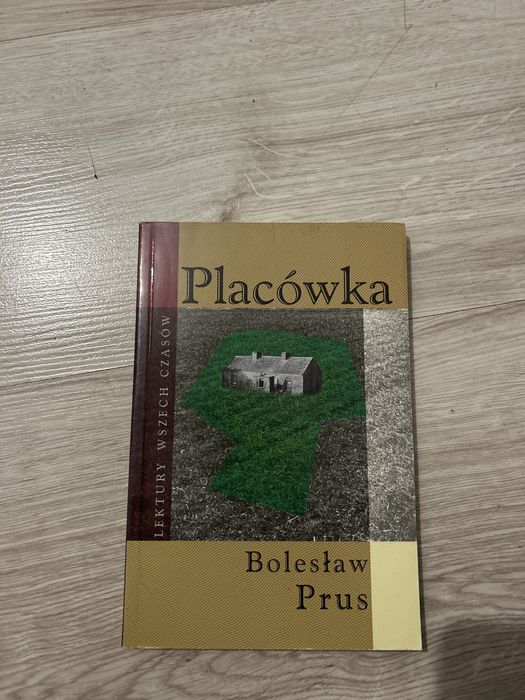 Placówka
LEKTURY WSZECH CZASÓW
Bolesław
Prus